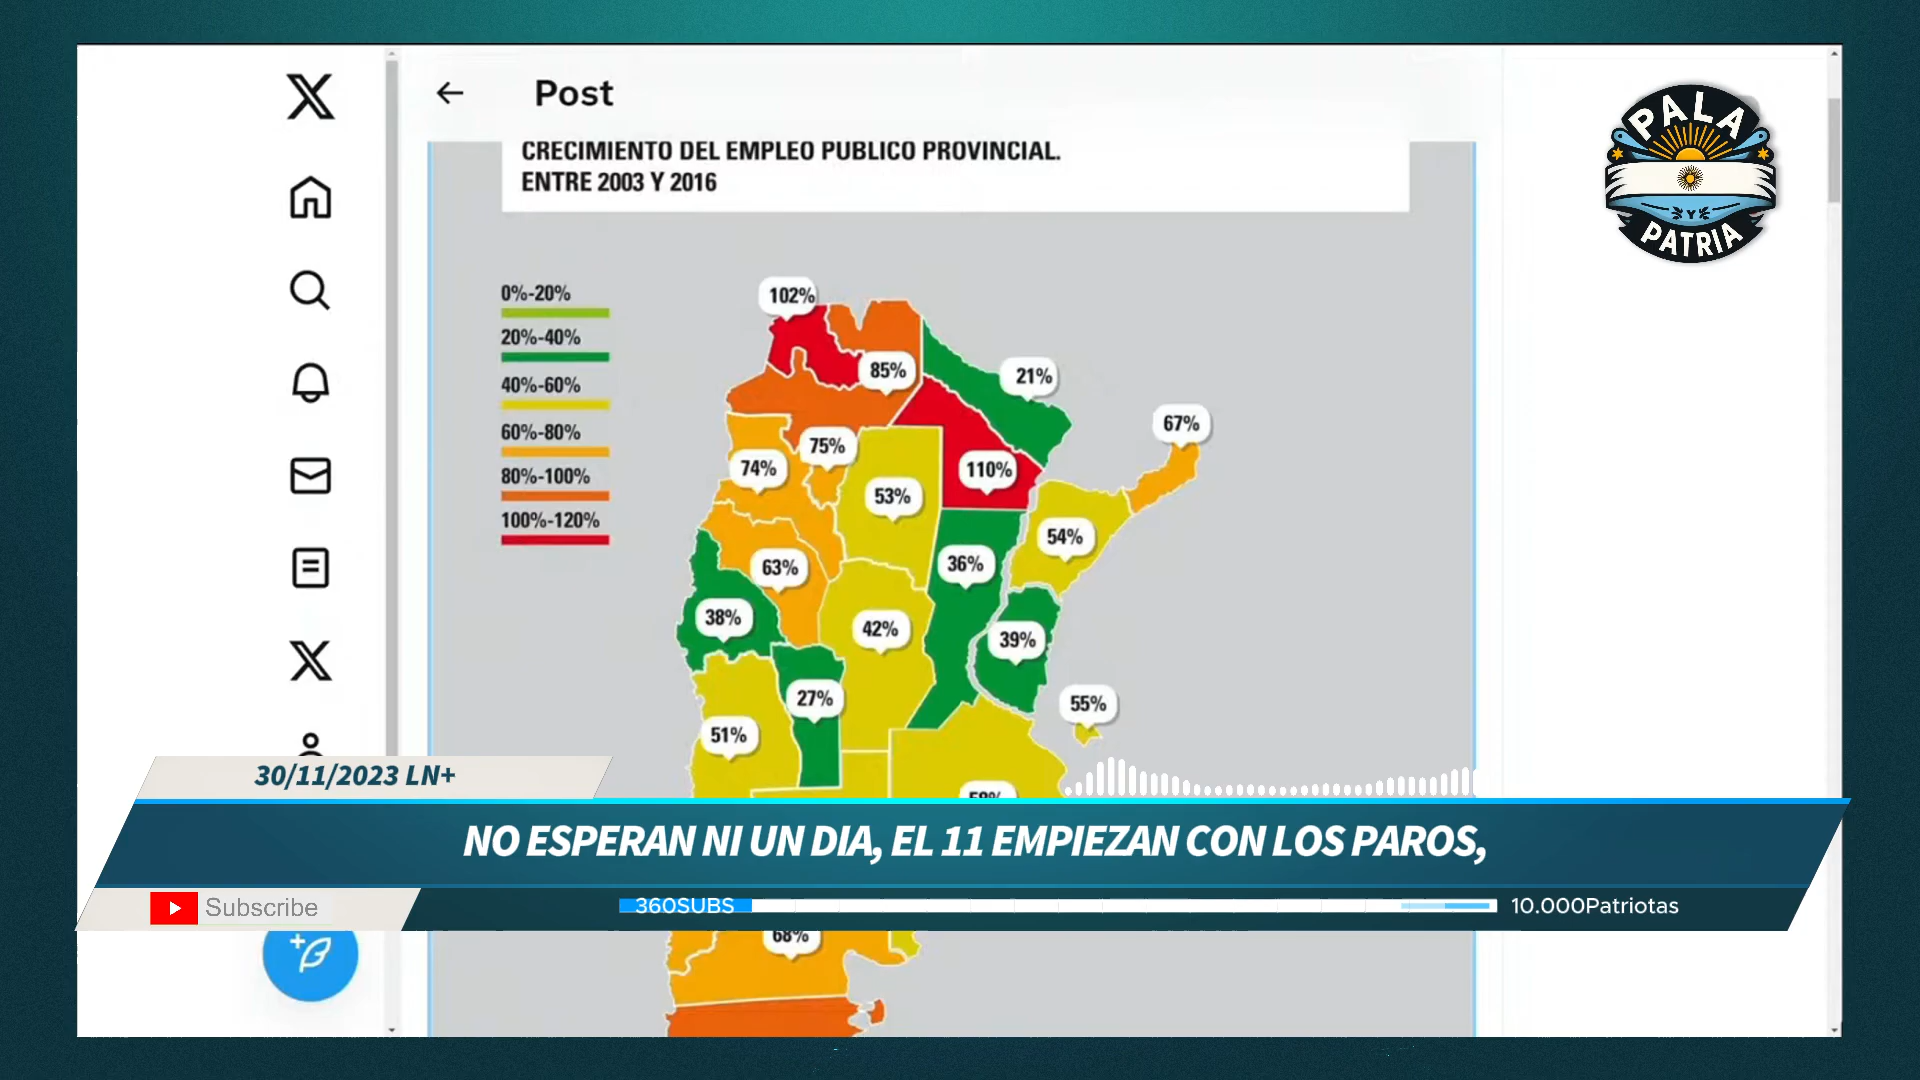 Post
PALA
Y
PATRIA
CRECIMIENTO DEL EMPLEO PUBLICO PROVINCIAL.
ENTRE 2003 Y 2016
0%-20%
20%-40%
40%-60%
60%-80%
80%-100%
100%-120%
102%
85%
21%
67%
75%
74%
110%
53%
54%
36%
63%
38%
42%
39%
27%
55%
51%
58%
30/11/2023 LN+
NO ESPERAN NI UN DIA, EL 11 EMPIEZAN CON LOS PAROS,
Subscribe
360SUBS
10.000Patriotas
68%